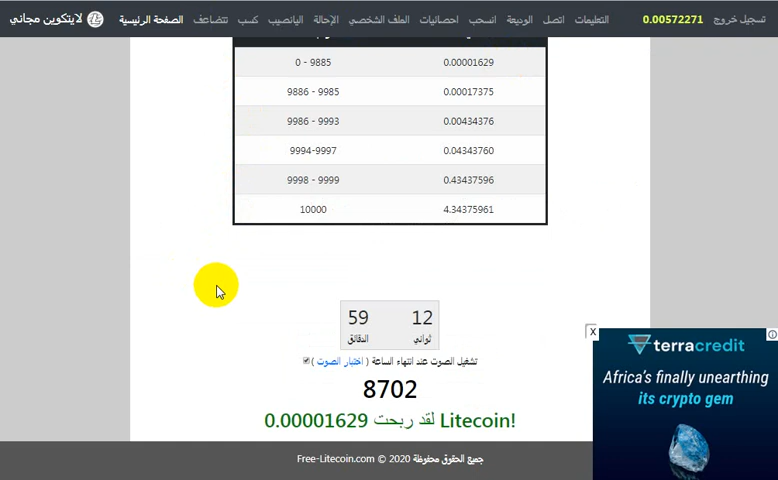 لايتكوين مجاني الصفحة الرئيسية تتضاعف كسب اليانصيب الإحالة الملف الشخصي احصائيات انسحب الوديعة اتصل التعليمات 0.00572271 تسجيل خروج
0 - 9885 0.00001629
9886 - 9985 0.00017375
9986 - 9993 0.00434376
9994-9997 0.04343760
9998 - 9999 0.43437596
10000 4.34375961
59 12
الدقائق ثواني
تشغيل الصوت عند انتهاء الساعة ( اختبار الصوت )
8702
0.00001629 لقد ربحت Litecoin!
Free-Litecoin.com © 2020 جميع الحقوق محفوظة
X
terracredit
Africa's finally unearthing
its crypto gem